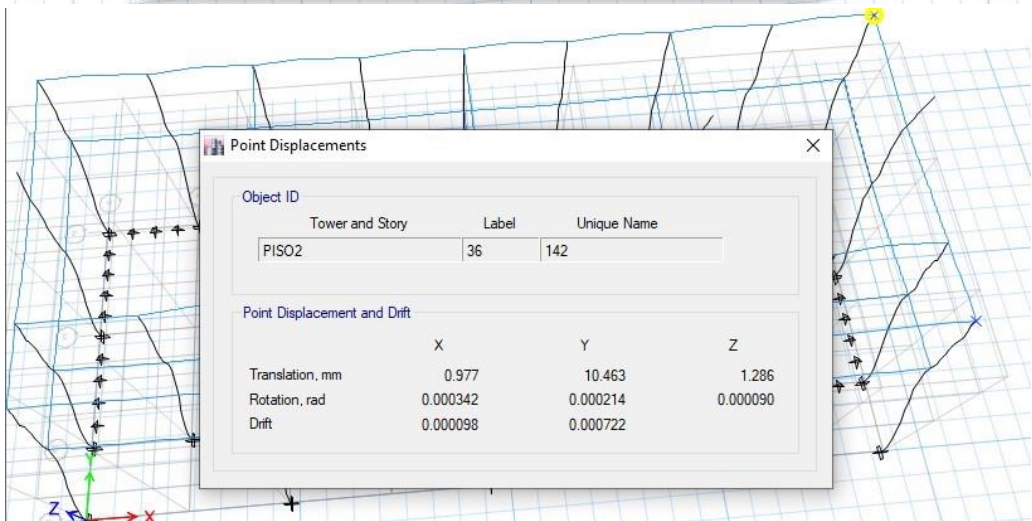 Point Displacements
Object ID
Tower and Story Label Unique Name
PISO2 36 142
Point Displacement and Drift
X Y Z
Translation, mm 0.977 10.463 1.286
Rotation, rad 0.000342 0.000214 0.000090
Drift 0.000098 0.000722
Y
Z X